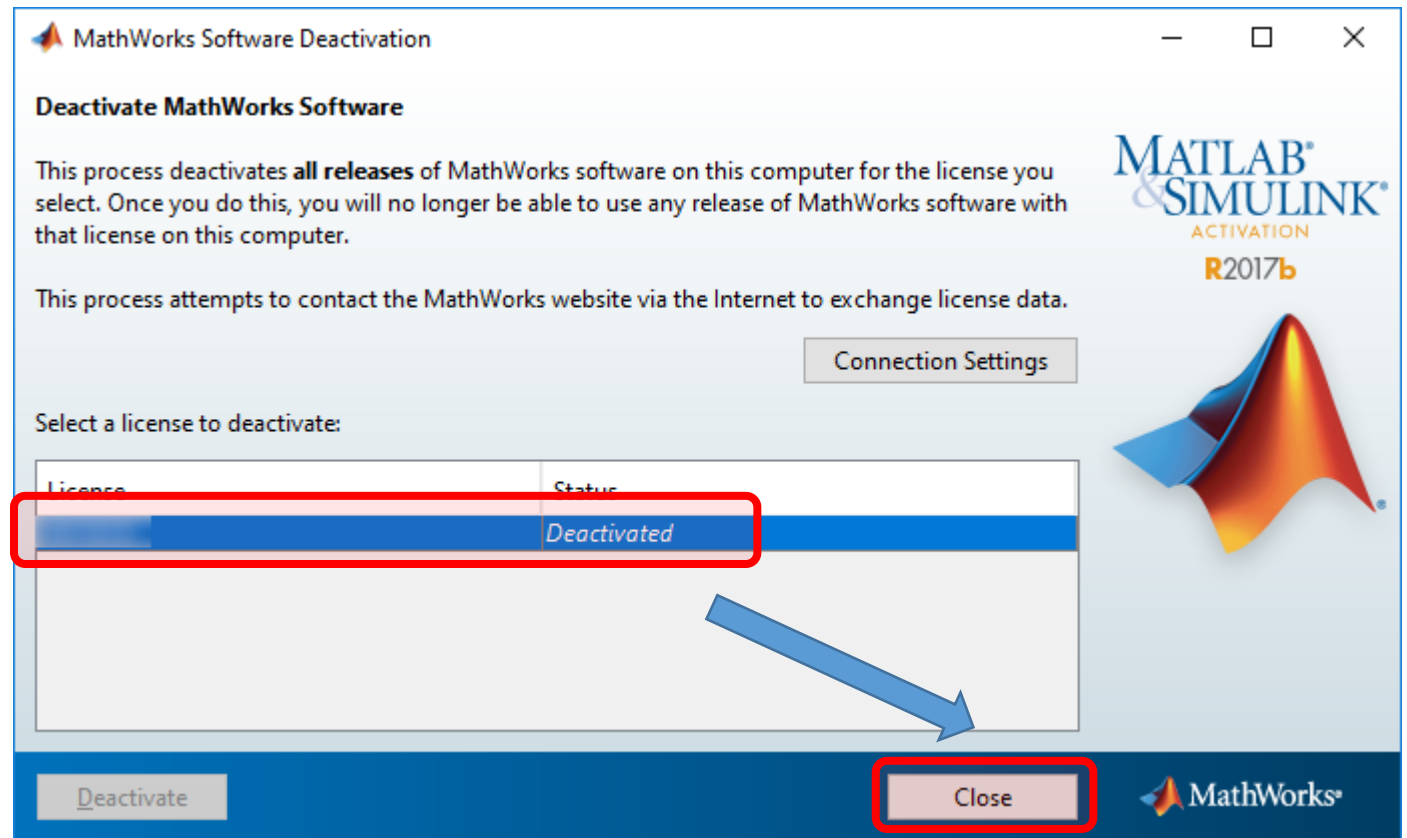 MathWorks Software Deactivation
Deactivate MathWorks Software
This process deactivates all releases of MathWorks software on this computer for the license you
select. Once you do this, you will no longer be able to use any release of MathWorks software with
that license on this computer.
This process attempts to contact the MathWorks website via the Internet to exchange license data.
Connection Settings
Select a license to deactivate:
License Status
Deactivated
Deactivate
Close
MATLAB®
&SIMULINK®
ACTIVATION
R2017b
®
MathWorks®